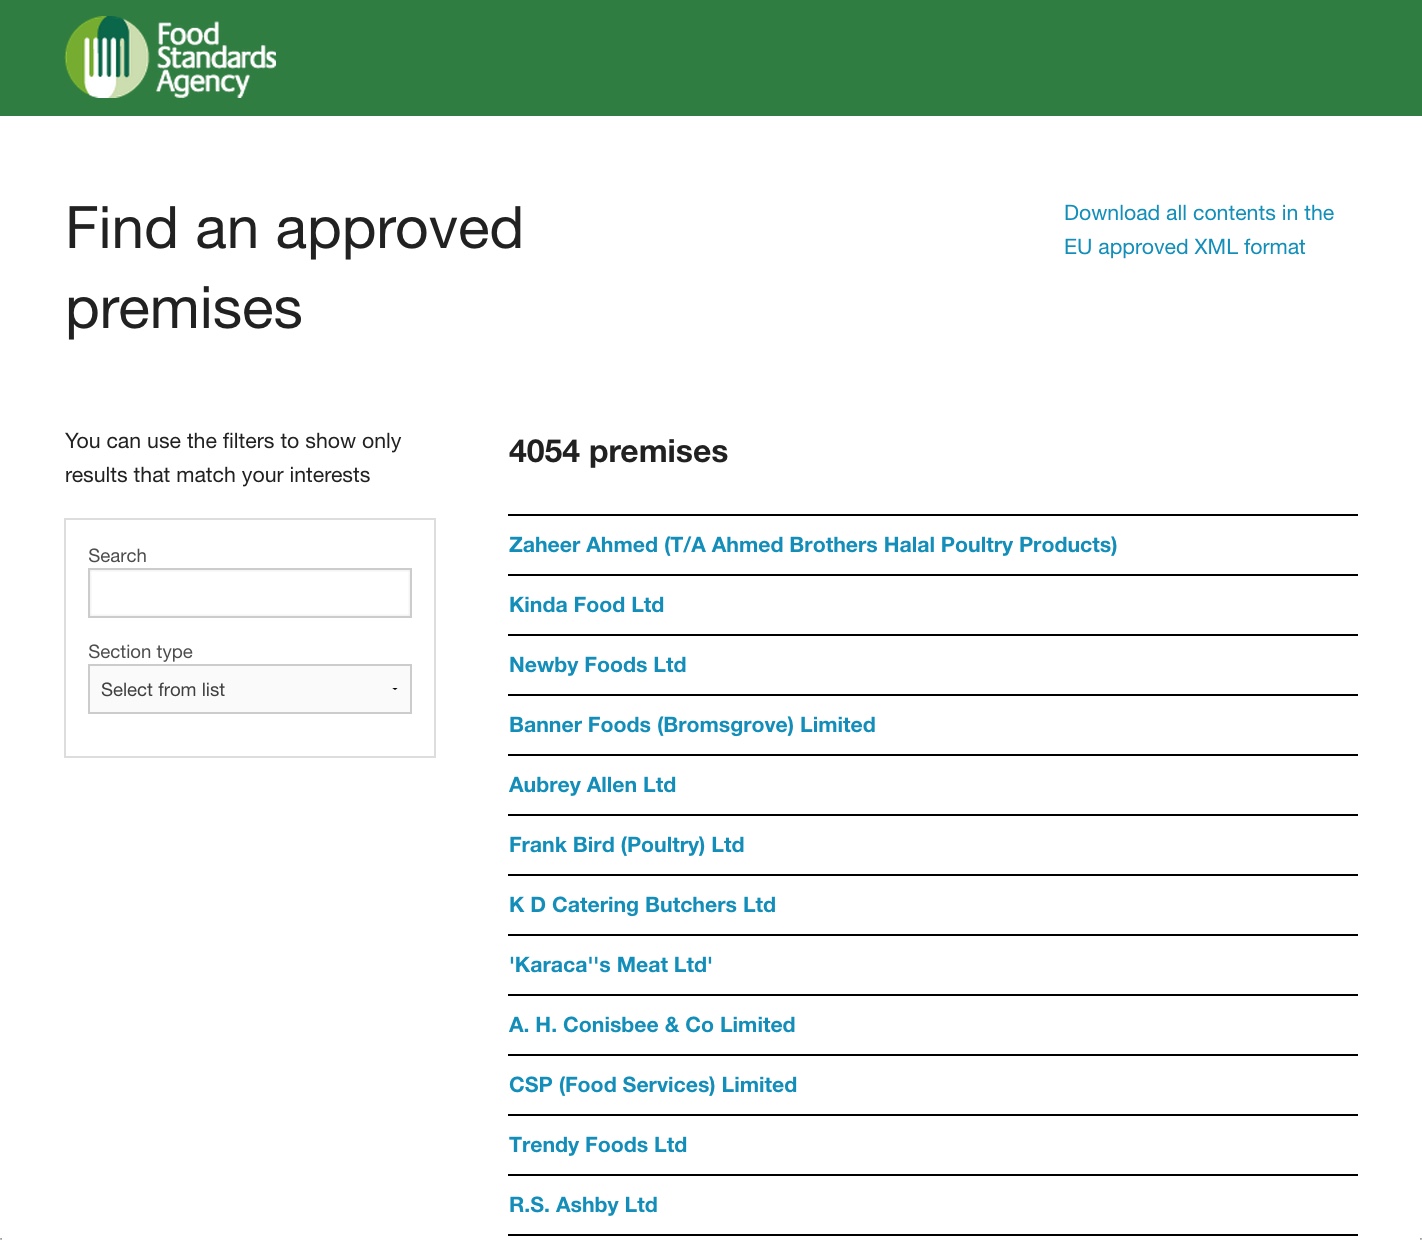 Food
Standards
Agency
Find an approved
premises
Download all contents in the
EU approved XML format
You can use the filters to show only
results that match your interests
Search
Section type
Select from list
4054 premises
Zaheer Ahmed (T/A Ahmed Brothers Halal Poultry Products)
Kinda Food Ltd
Newby Foods Ltd
Banner Foods (Bromsgrove) Limited
Aubrey Allen Ltd
Frank Bird (Poultry) Ltd
K D Catering Butchers Ltd
'Karaca''s Meat Ltd'
A. H. Conisbee & Co Limited
CSP (Food Services) Limited
Trendy Foods Ltd
R.S. Ashby Ltd